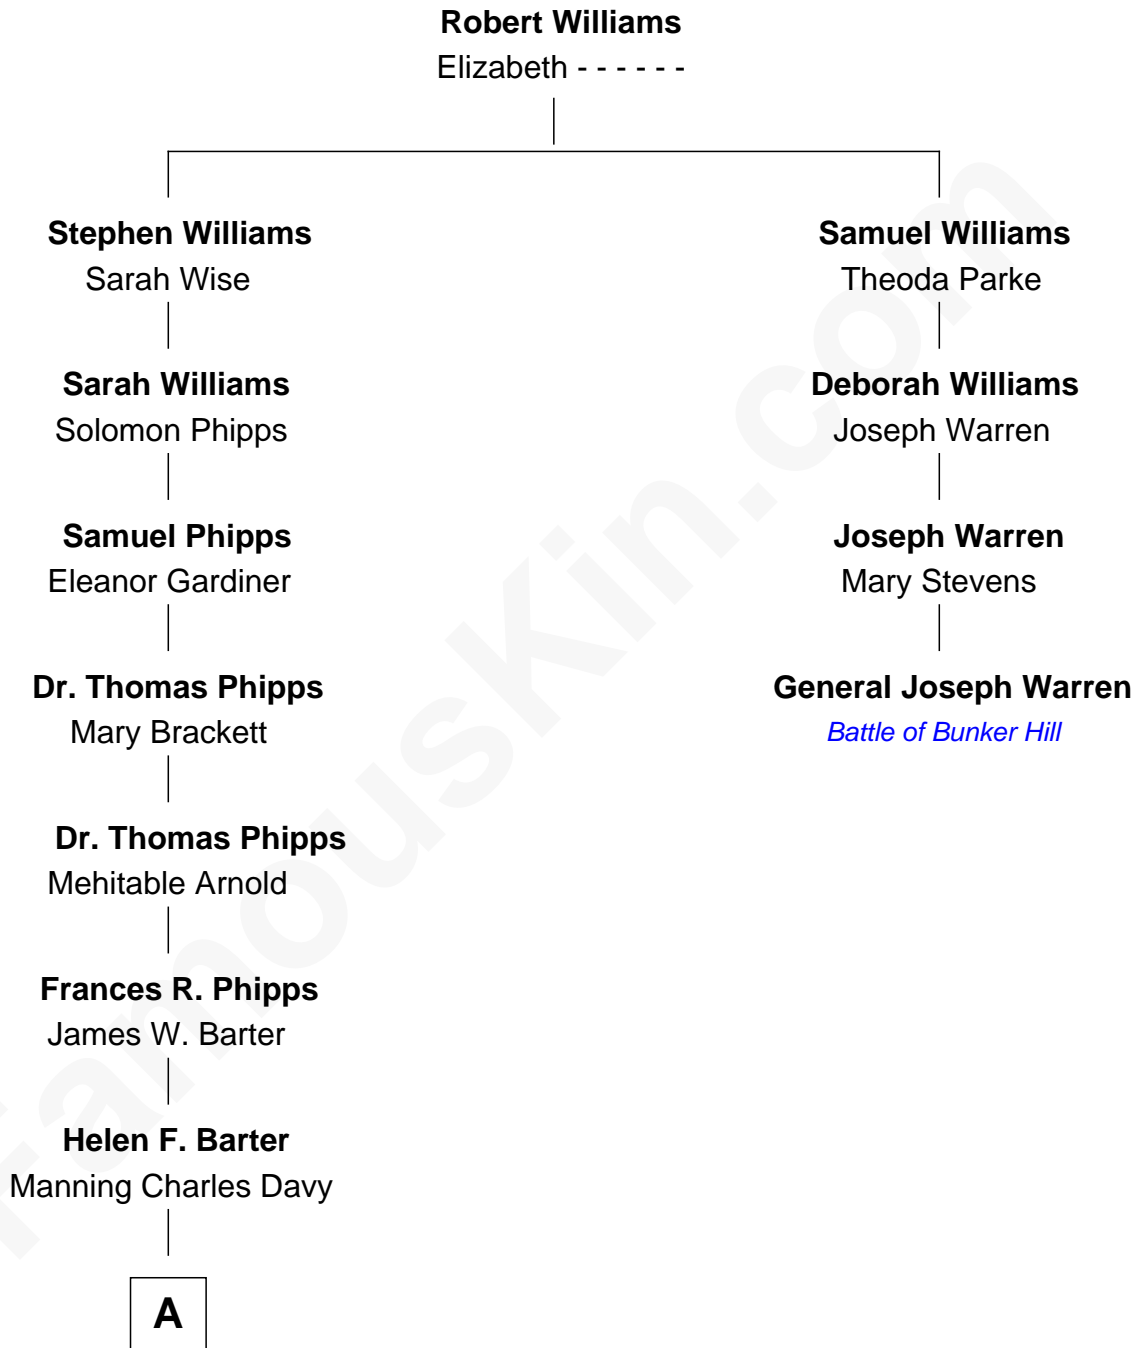 Robert Williams
Elizabeth - - - - - -
Stephen Williams
Sarah Wise
Samuel Williams
Theoda Parke
Sarah Williams
Solomon Phipps
Deborah Williams
Joseph Warren
Samuel Phipps
Eleanor Gardiner
Joseph Warren
Mary Stevens
Dr. Thomas Phipps
Mary Brackett
General Joseph Warren
Battle of Bunker Hill
Dr. Thomas Phipps
Mehitable Arnold
Frances R. Phipps
James W. Barter
Helen F. Barter
Manning Charles Davy
A
FamousKin.com